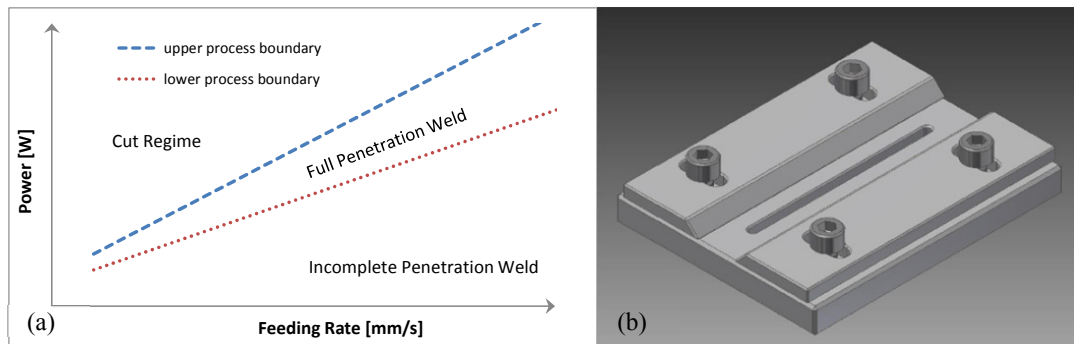 upper process boundary
lower process boundary
Cut Regime
Full Penetration Weld
Incomplete Penetration Weld
Power [W]
Feeding Rate [mm/s]
(a)
(b)